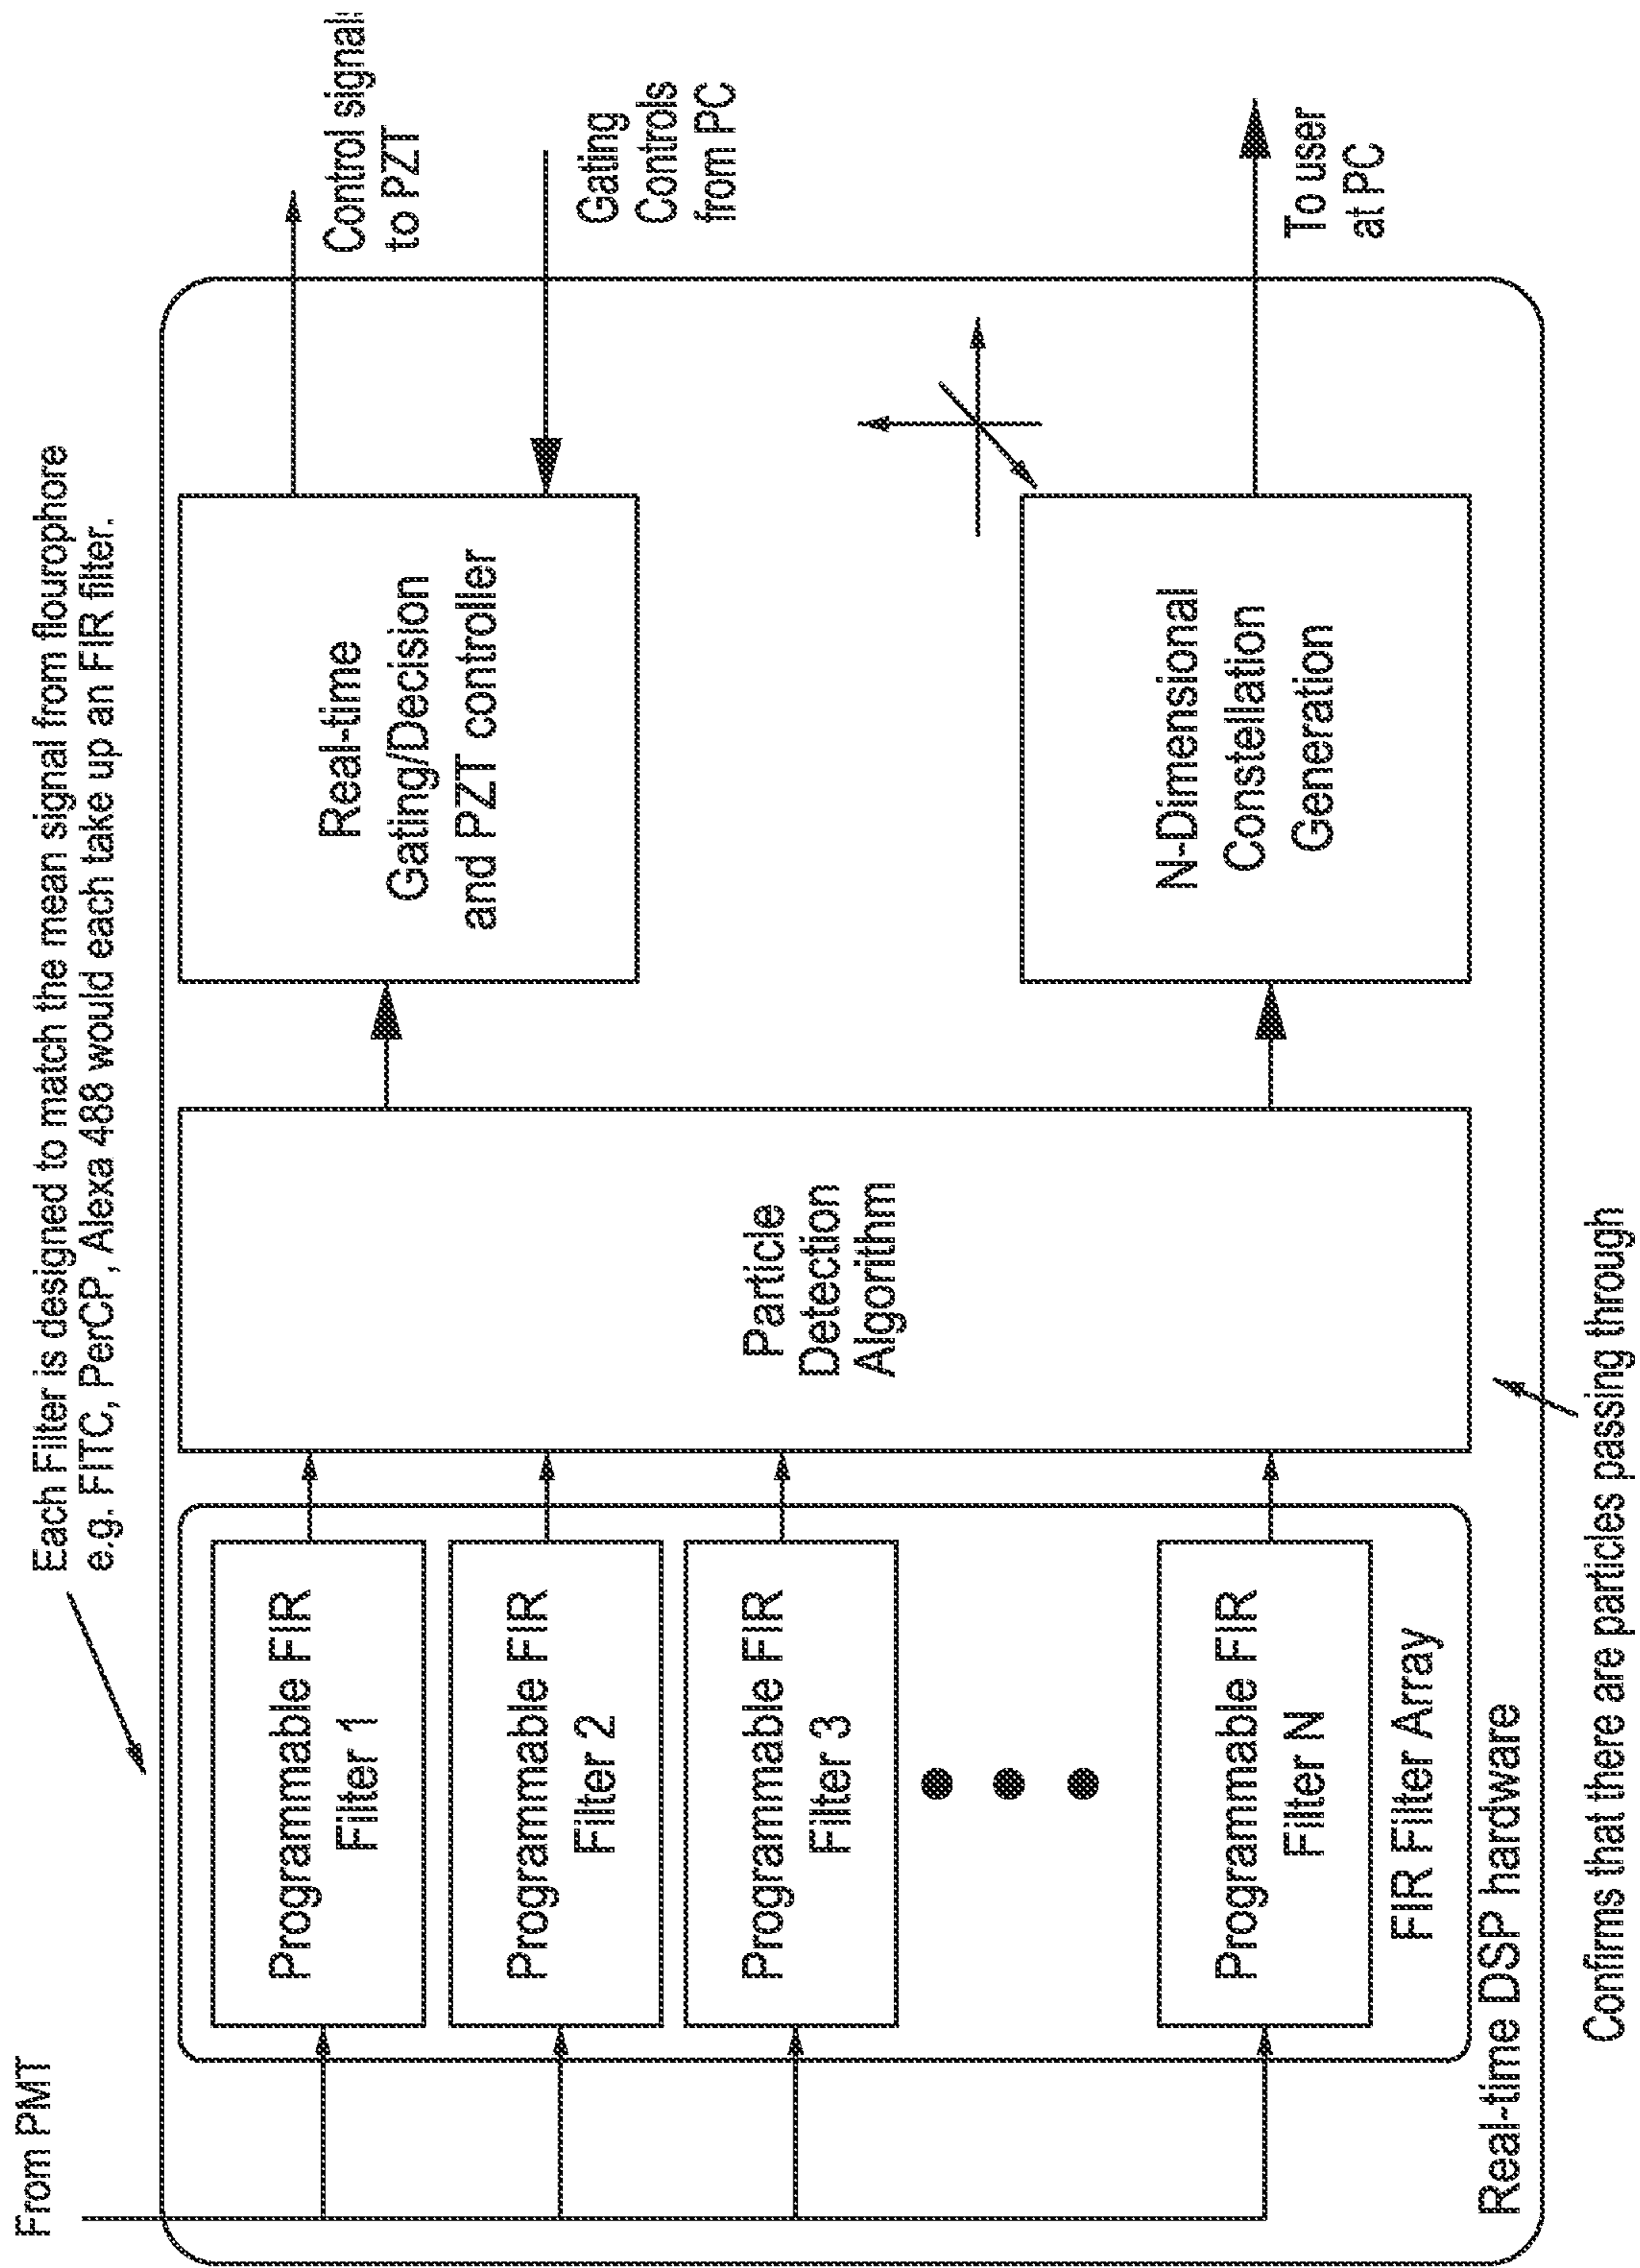 From PMT
Each Filter is designed to match the mean signal from flourophore
e.g. FITC, PerCP, Alexa 488 would each take up an FIR filter.
Programmable FIR
Filter 1
Programmable FIR
Filter 2
Programmable FIR
Filter 3
Programmable FIR
Filter N
FIR Filter Array
Real-time DSP hardware
Particle
Detection
Algorithm
Confirms that there are particles passing through
Real-time
Gating/Decision
and PZT controller
N-Dimensional
Constellation
Generation
Control signal
to PZT
Gating
Controls
from PC
To user
at PC